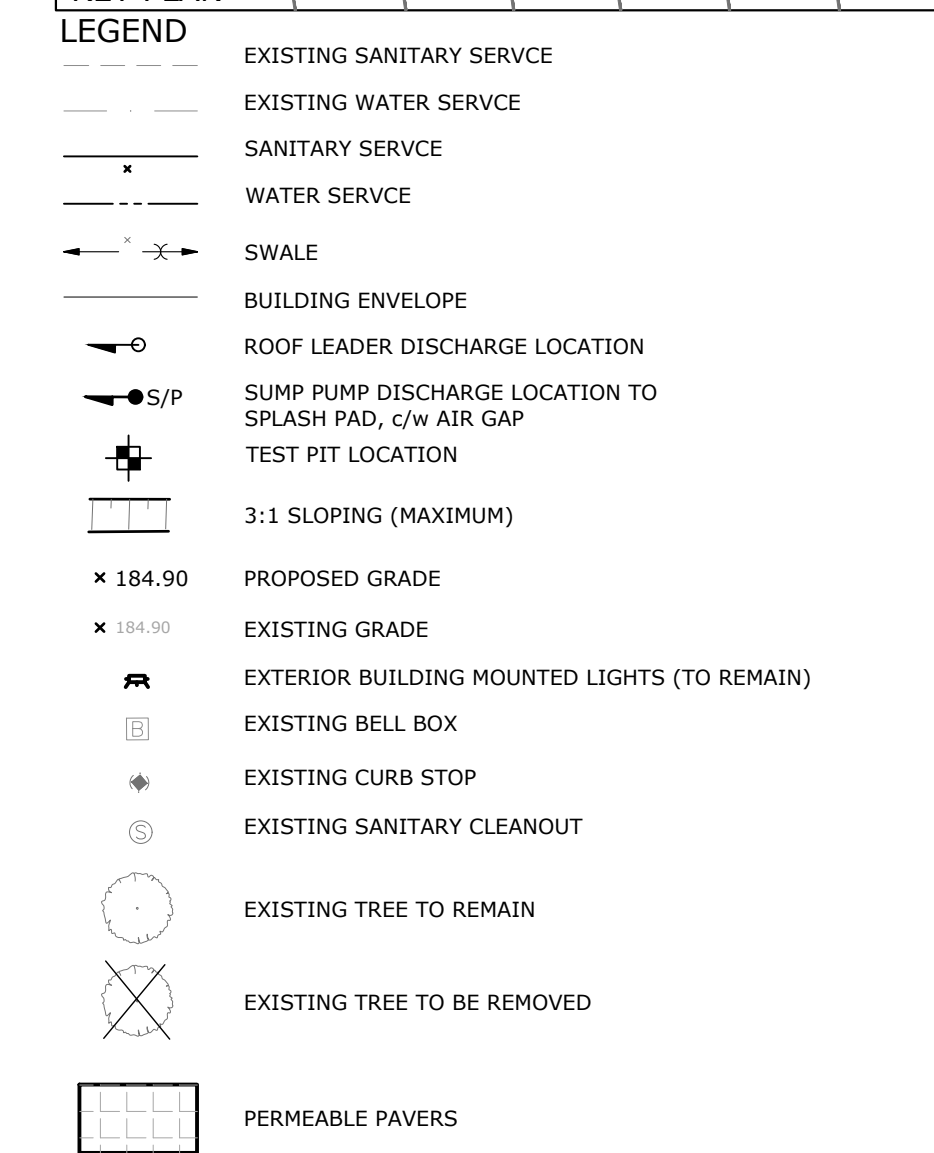 LEGEND
EXISTING SANITARY SERVCE
EXISTING WATER SERVCE
SANITARY SERVCE
WATER SERVCE
SWALE
BUILDING ENVELOPE
ROOF LEADER DISCHARGE LOCATION
S/P SUMP PUMP DISCHARGE LOCATION TO
SPLASH PAD, c/w AIR GAP
TEST PIT LOCATION
3:1 SLOPING (MAXIMUM)
× 184.90 PROPOSED GRADE
× 184.90 EXISTING GRADE
EXTERIOR BUILDING MOUNTED LIGHTS (TO REMAIN)
B EXISTING BELL BOX
EXISTING CURB STOP
S EXISTING SANITARY CLEANOUT
EXISTING TREE TO REMAIN
EXISTING TREE TO BE REMOVED
PERMEABLE PAVERS